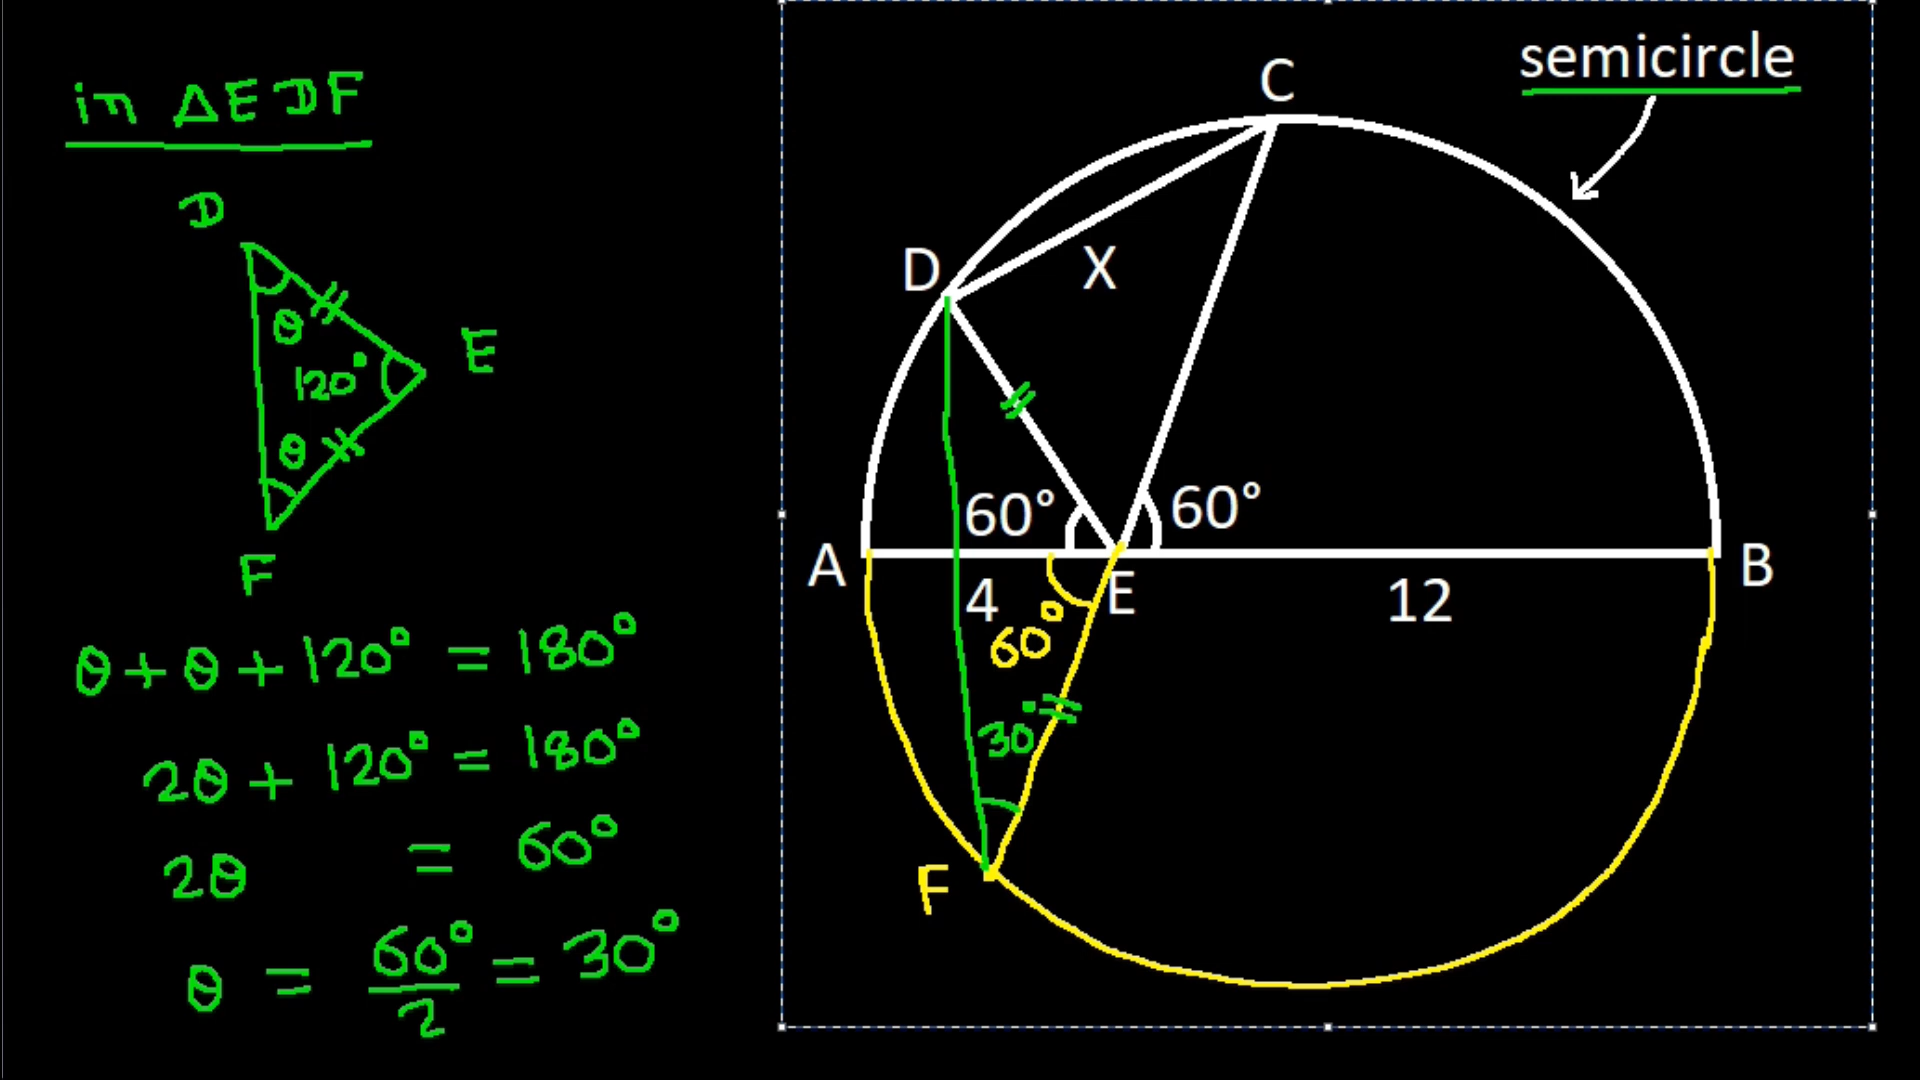 in ΔEDF
D
θ
120°
E
θ
F
θ + θ + 120° = 180°
2θ + 120° = 180°
2θ = 60°
θ = 60°/2 = 30°
semicircle
C
D
X
60°
60°
A
4
E
12
B
60°
30°
F